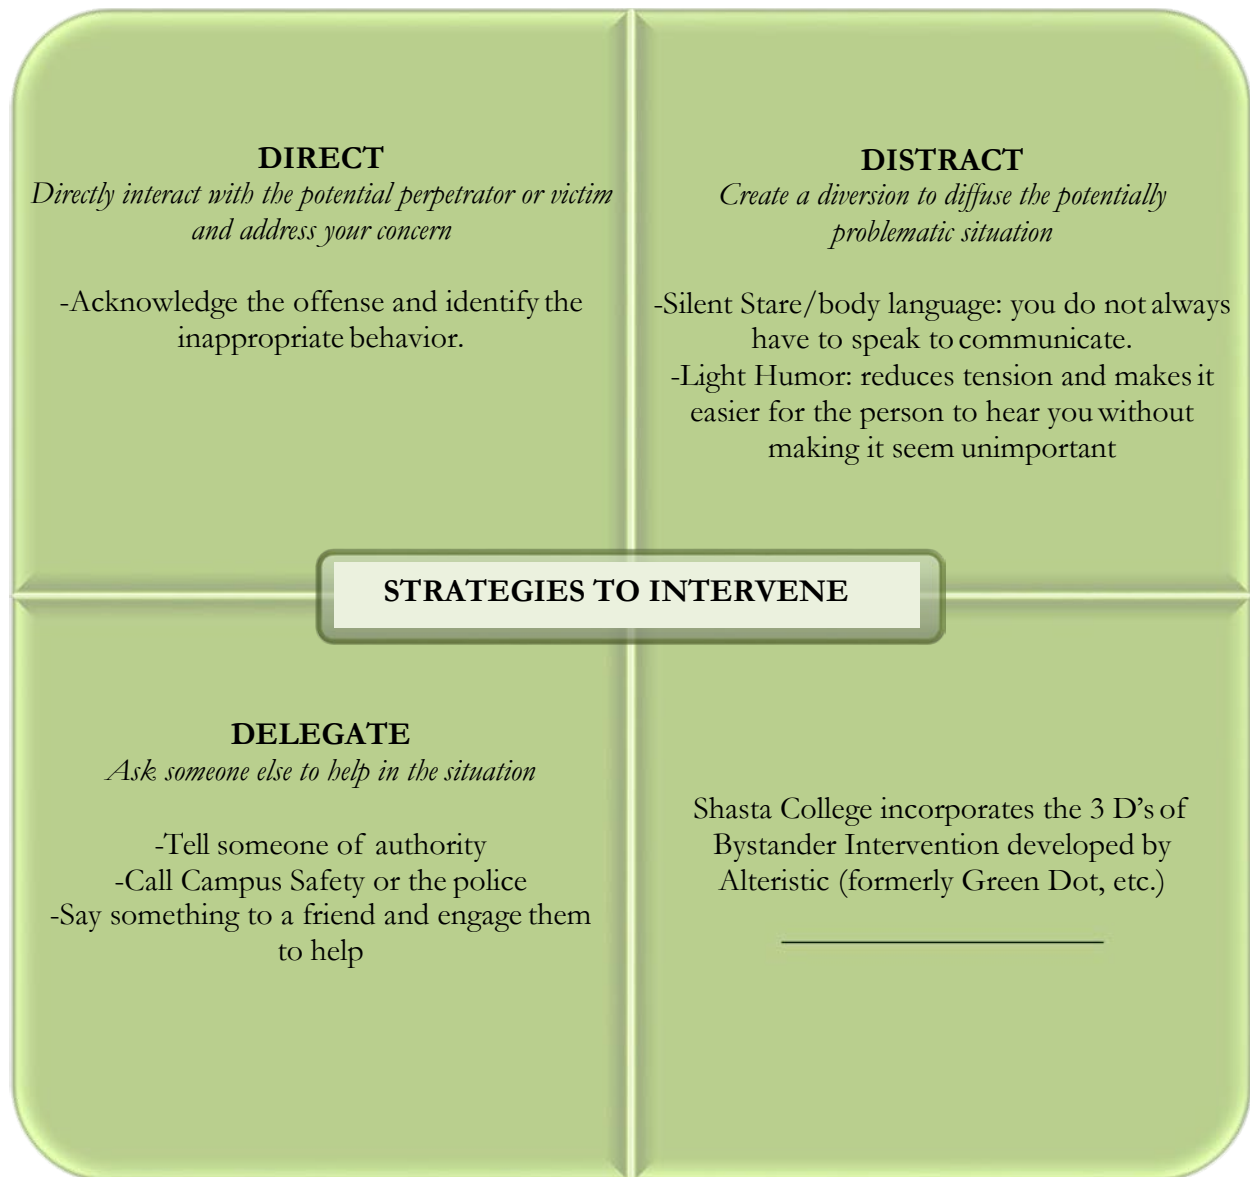 DIRECT
Directly interact with the potential perpetrator or victim
and address your concern
-Acknowledge the offense and identify the
inappropriate behavior.
DISTRACT
Create a diversion to diffuse the potentially
problematic situation
-Silent Stare/body language: you do not always
have to speak to communicate.
-Light Humor: reduces tension and makes it
easier for the person to hear you without
making it seem unimportant
STRATEGIES TO INTERVENE
DELEGATE
Ask someone else to help in the situation
-Tell someone of authority
-Call Campus Safety or the police
-Say something to a friend and engage them
to help
Shasta College incorporates the 3 D’s of
Bystander Intervention developed by
Alteristic (formerly Green Dot, etc.)